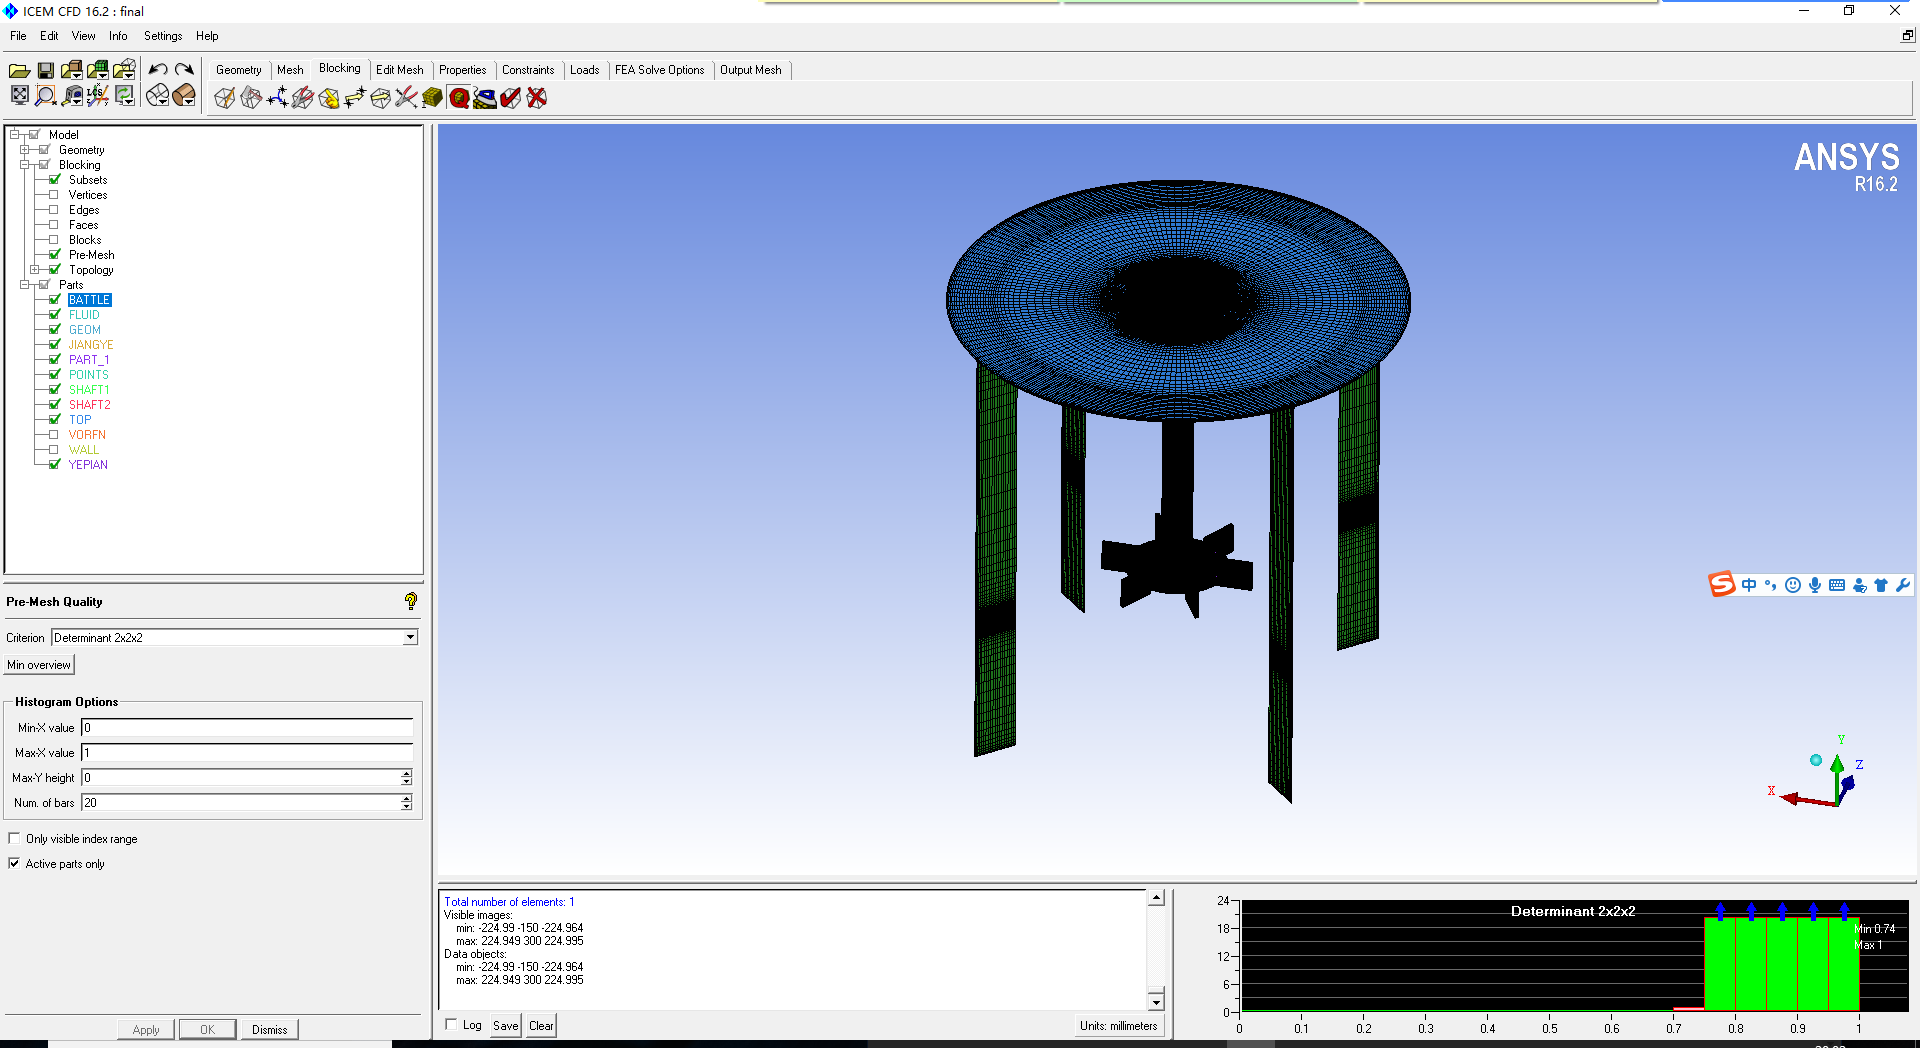 ICEM CFD 16.2 : final
File Edit View Info Settings Help
Geometry Mesh Blocking Edit Mesh Properties Constraints Loads FEA Solve Options Output Mesh
LCS
Model
Geometry
Blocking
Subsets
Vertices
Edges
Faces
Blocks
Pre-Mesh
Topology
Parts
BATTLE
FLUID
GEOM
JIANGYE
PART_1
POINTS
SHAFT1
SHAFT2
TOP
VORFN
WALL
YEPIAN
Pre-Mesh Quality
Criterion Determinant 2x2x2
Min overview
Histogram Options
Min-X value 0
Max-X value 1
Max-Y height 0
Num. of bars 20
Only visible index range
Active parts only
Apply OK Dismiss
ANSYS
R16.2
中
Y
Z
X
Total number of elements: 1
Visible images:
min: -224.99 -150 -224.964
max: 224.949 300 224.995
Data objects:
min: -224.99 -150 -224.964
max: 224.949 300 224.995
Log Save Clear
Units: millimeters
Determinant 2x2x2
Min 0.74
Max 1
24
18
12
6
0
0 0.1 0.2 0.3 0.4 0.5 0.6 0.7 0.8 0.9 1